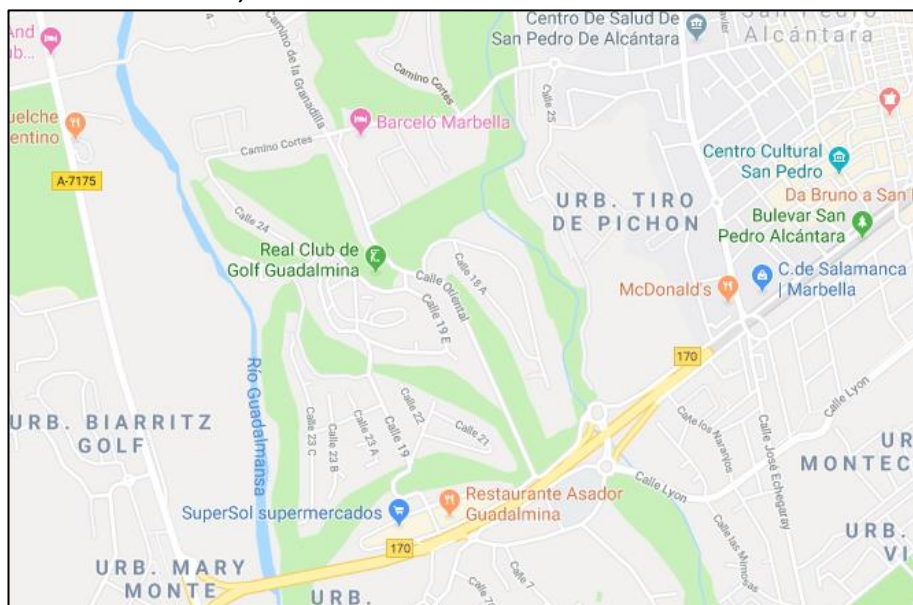 Centro De Salud De
San Pedro De Alcántara
San Pedro
Alcántara
And
Camino de la Granadilla
Camino Cortes
Calle 25
Barceló Marbella
Camino Cortes
Centro Cultural
San Pedro
Da Bruno a San
A-7175
URB. TIRO
DE PICHON
Bulevar San
Pedro Alcántara
Calle 24
Real Club de
Golf Guadalmina
Calle 18 A
Calle Oriental
C.de Salamanca
| Marbella
McDonald's
Calle 19 E
170
Río Guadalmansa
URB. BIARRITZ
GOLF
Calle 22
Calle 21
Calle 23 C
Calle 23 B
Calle 23 A
Calle 19
Calle Lyon
Calle los Naranjos
Calle José Echegaray
Restaurante Asador
Guadalmina
Calle Lyon
SuperSol supermercados
170
Calle las Mimosas
URB. MARY
MONTE
URB.
Calle 7